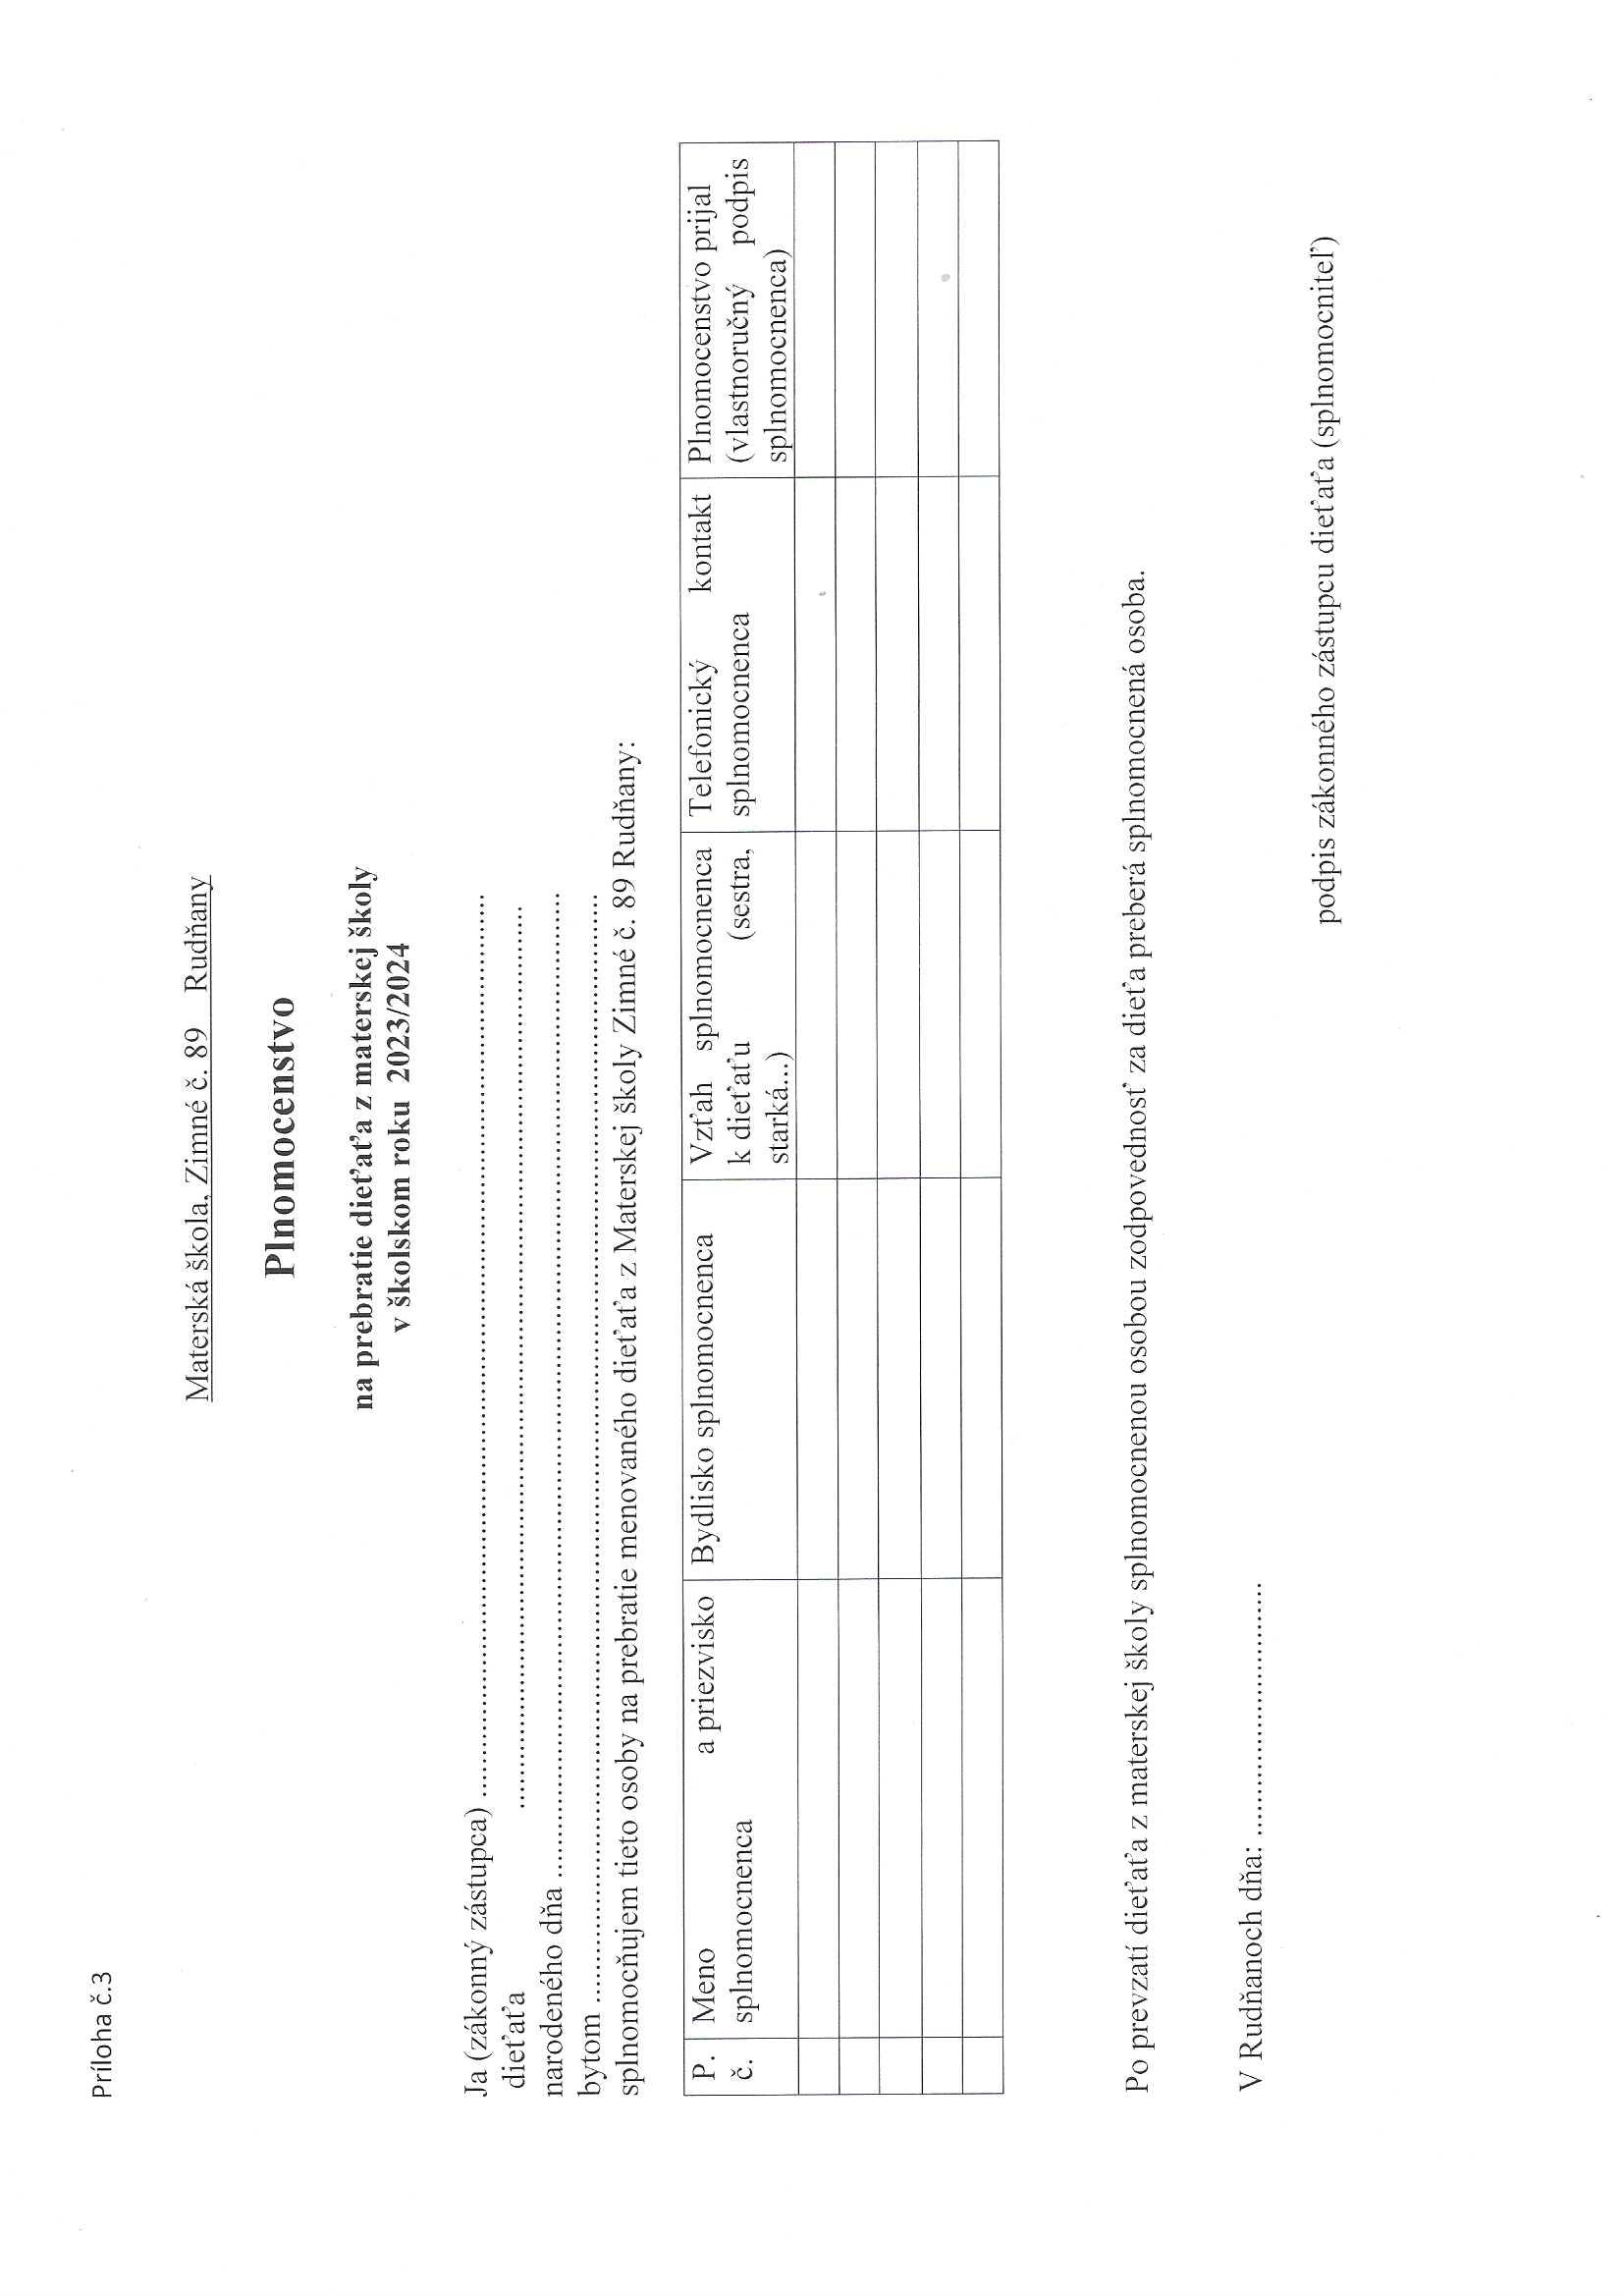 Príloha č.3
Materská škola, Zimné č. 89 Rudňany
Plnomocenstvo
na prebratie dieťaťa z materskej školy
v školskom roku 2023/2024
Ja (zákonný zástupca) ................................................................................
dieťaťa ................................................................................
narodeného dňa ................................................................................
bytom ................................................................................
splnomocňujem tieto osoby na prebratie menovaného dieťaťa z Materskej školy Zimné č. 89 Rudňany:
P. č.
Meno a priezvisko
splnomocnenca
Bydlisko splnomocnenca
Vzťah splnomocnenca
k dieťaťu (sestra,
starká...)
Telefonický kontakt
splnomocnenca
Plnomocenstvo prijal
(vlastnoručný podpis
splnomocnenca)
Po prevzatí dieťaťa z materskej školy splnomocnenou osobou zodpovednosť za dieťa preberá splnomocnená osoba.
V Rudňanoch dňa: ...................................
podpis zákonného zástupcu dieťaťa (splnomocniteľ)